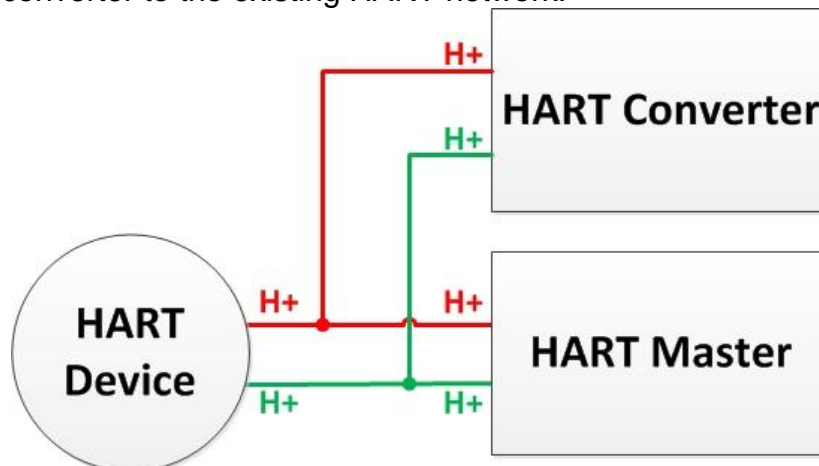 converter to the existing HART network.
H+
HART Converter
H+
H+
H+
HART
Device
HART Master
H+
H+